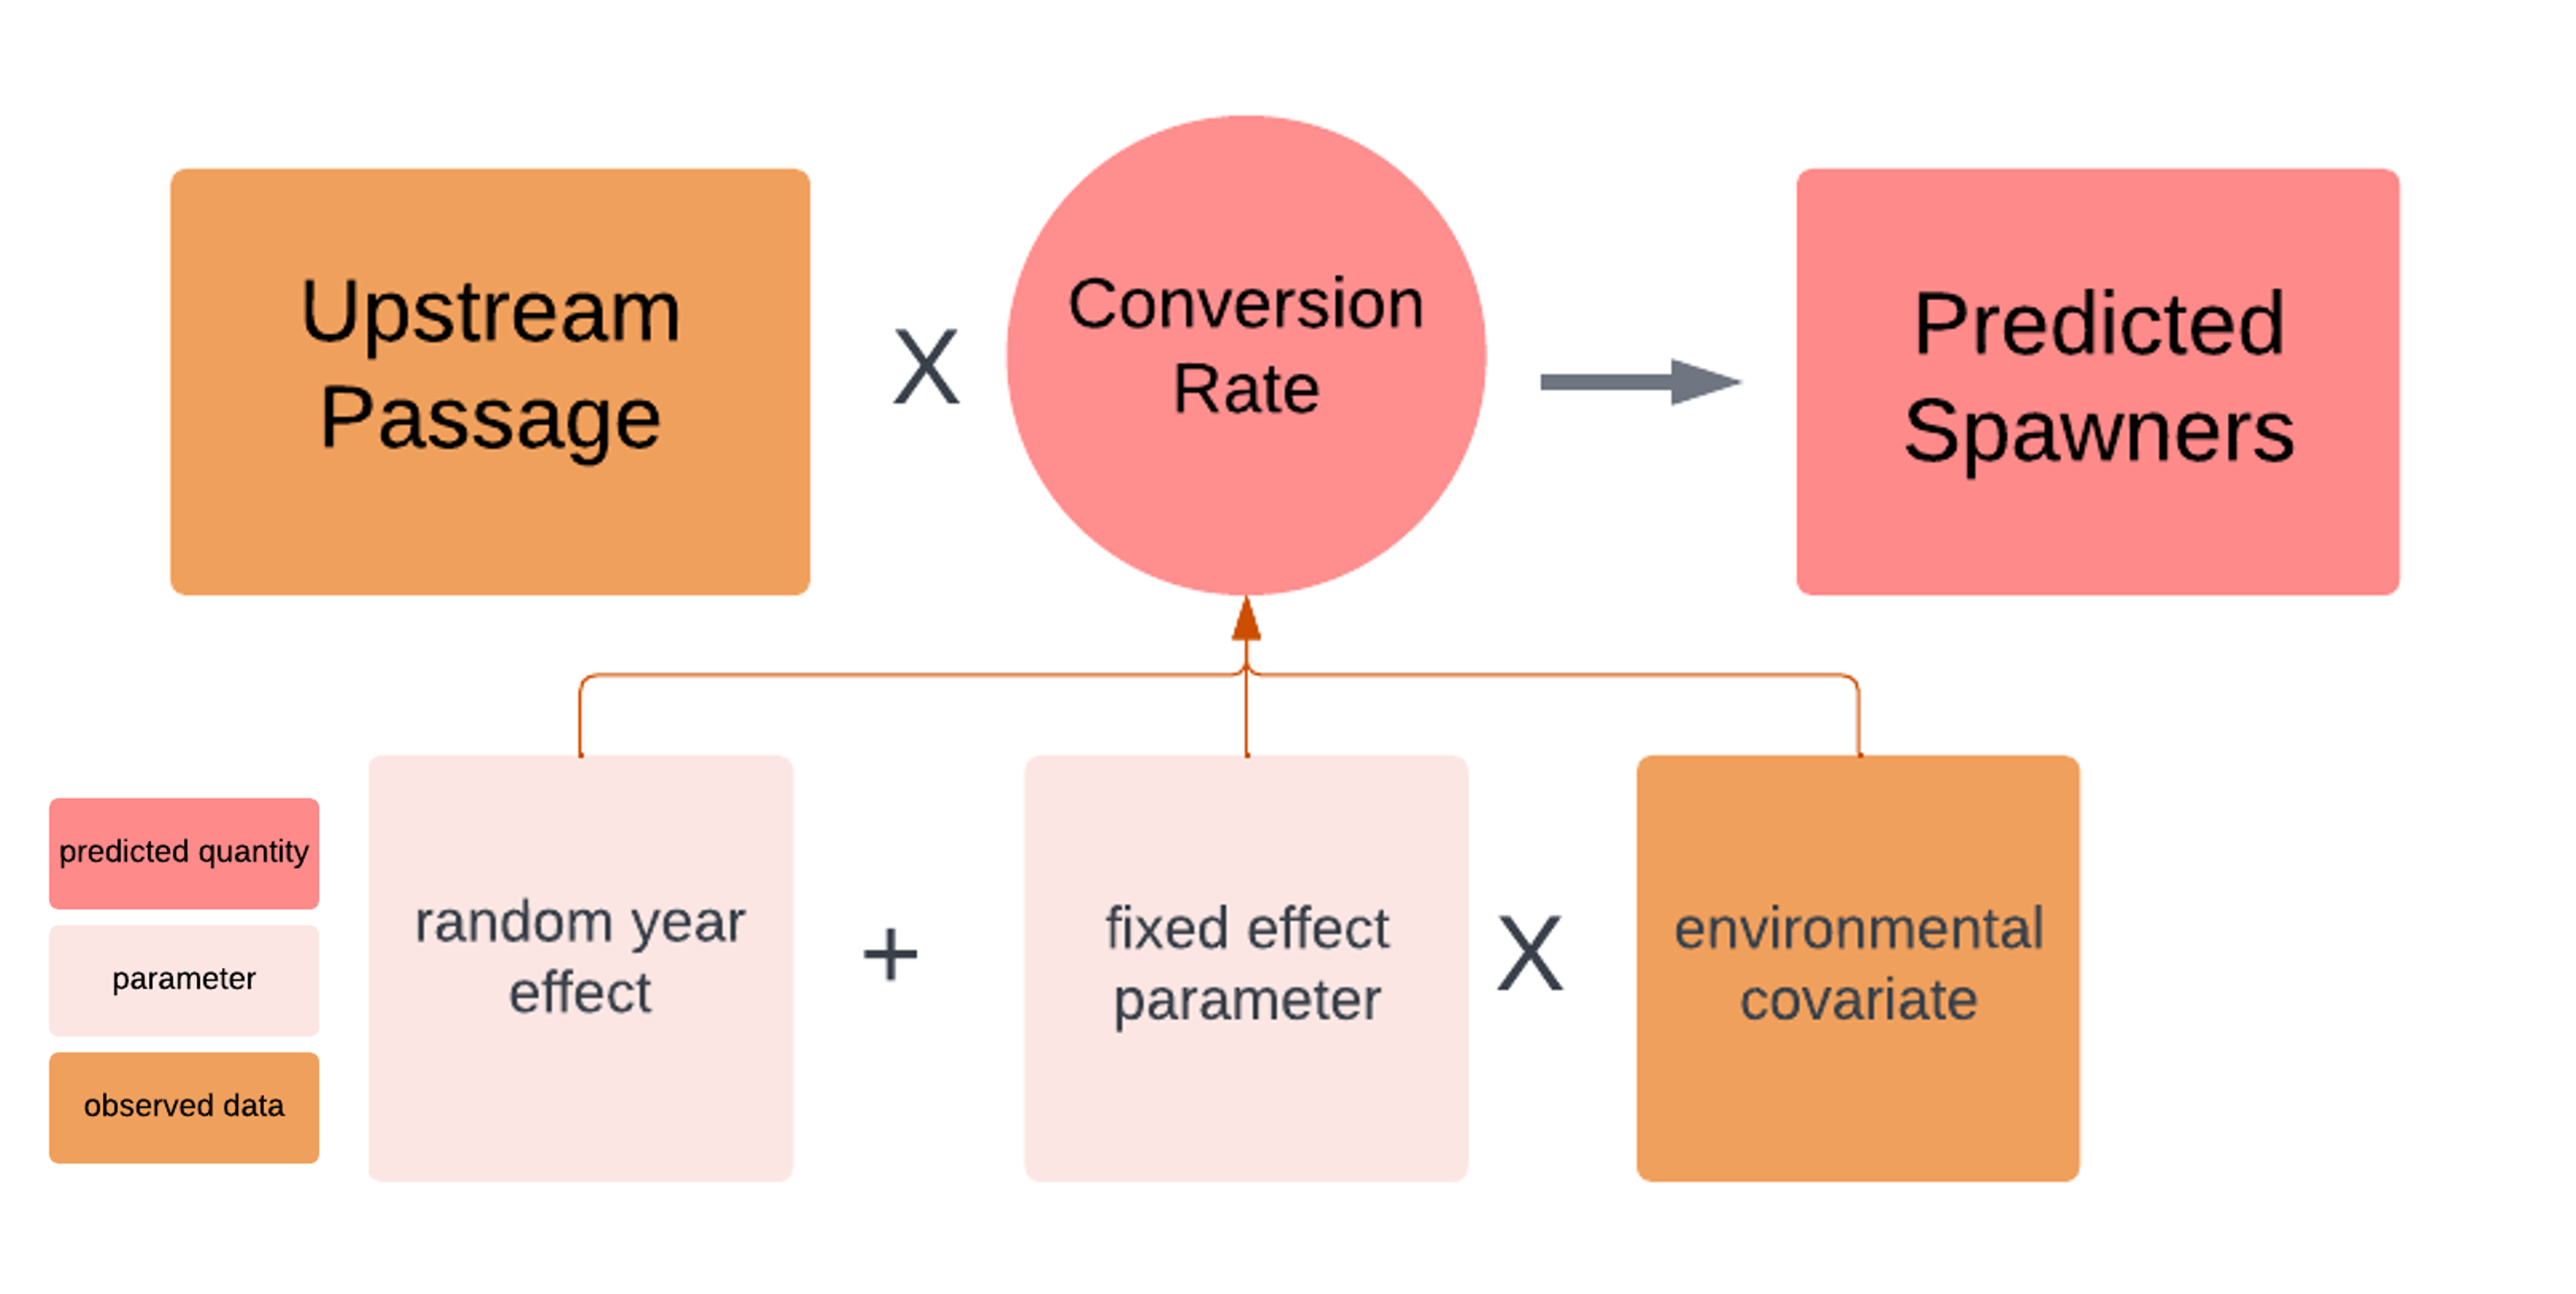 Upstream
Passage
X
Conversion
Rate
Predicted
Spawners
predicted quantity
parameter
observed data
random year
effect
+
fixed effect
parameter
X
environmental
covariate